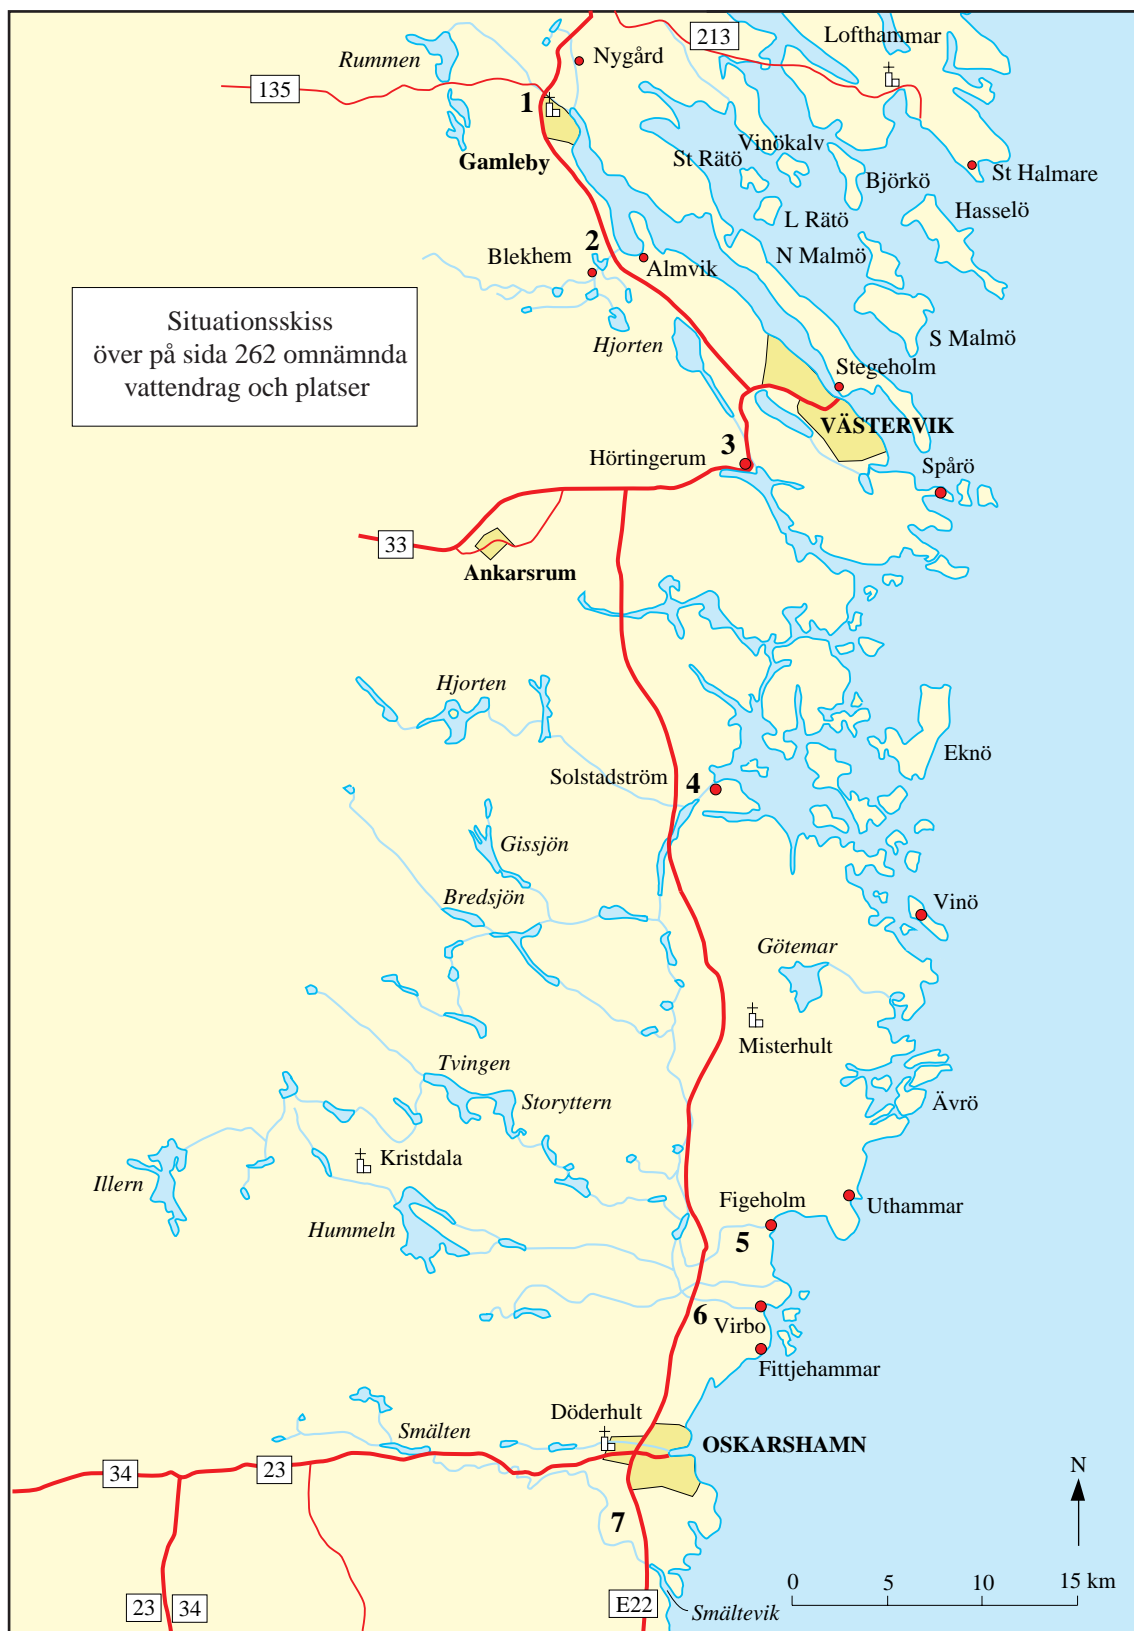 213
Lofthammar
Rummen
Nygård
135
1
Gamleby
Vinökalv
St Rätö
Björkö
St Halmare
Hasselö
L Rätö
2
N Malmö
Blekhem
Almvik
Situationsskiss
över på sida 262 omnämnda
vattendrag och platser
Hjorten
S Malmö
Stegeholm
VÄSTERVIK
3
Hörtingerum
Spårö
33
Ankarsrum
Hjorten
Eknö
Solstadström
4
Gissjön
Bredsjön
Vinö
Götemar
Misterhult
Tvingen
Storyttern
Ävrö
Kristdala
Illern
Figeholm
Uthammar
Hummeln
5
6
Virbo
Fittjehammar
Döderhult
Smälten
OSKARSHAMN
34
23
N
7
0
5
10
15 km
23
34
E22
Smältevik